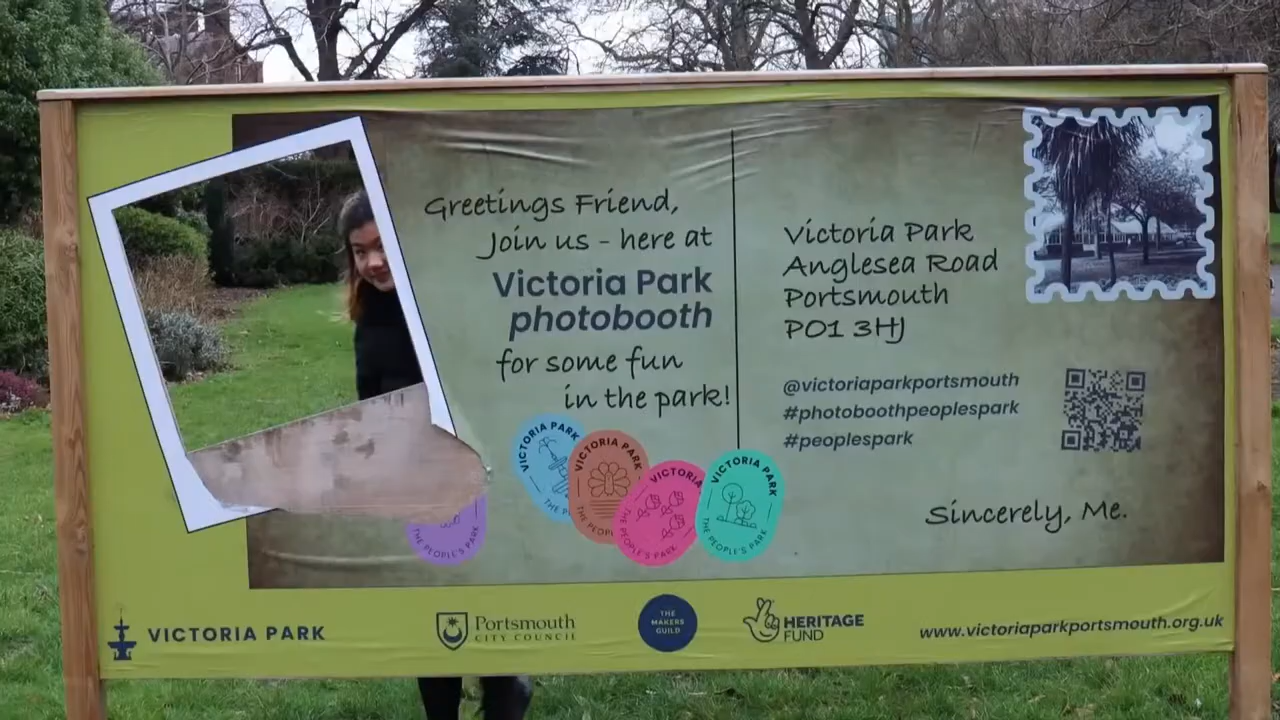 Greetings Friend,
Join us - here at
Victoria Park
photobooth
for some fun
in the park!
Victoria Park
Anglesea Road
Portsmouth
PO1 3HJ
@victoriaparkportsmouth
#photoboothpeoplespark
#peoplespark
Sincerely, Me.
VICTORIA PARK
THE P
VICTORIA PARK
THE PEOPL
VICTORIA
THE PEOPLE'S PARK
VICTORIA PARK
THE PEOPLE'S PARK
THE PEOPLE'S PARK
VICTORIA PARK
Portsmouth
CITY COUNCIL
THE
MAKERS
GUILD
HERITAGE
FUND
www.victoriaparkportsmouth.org.uk